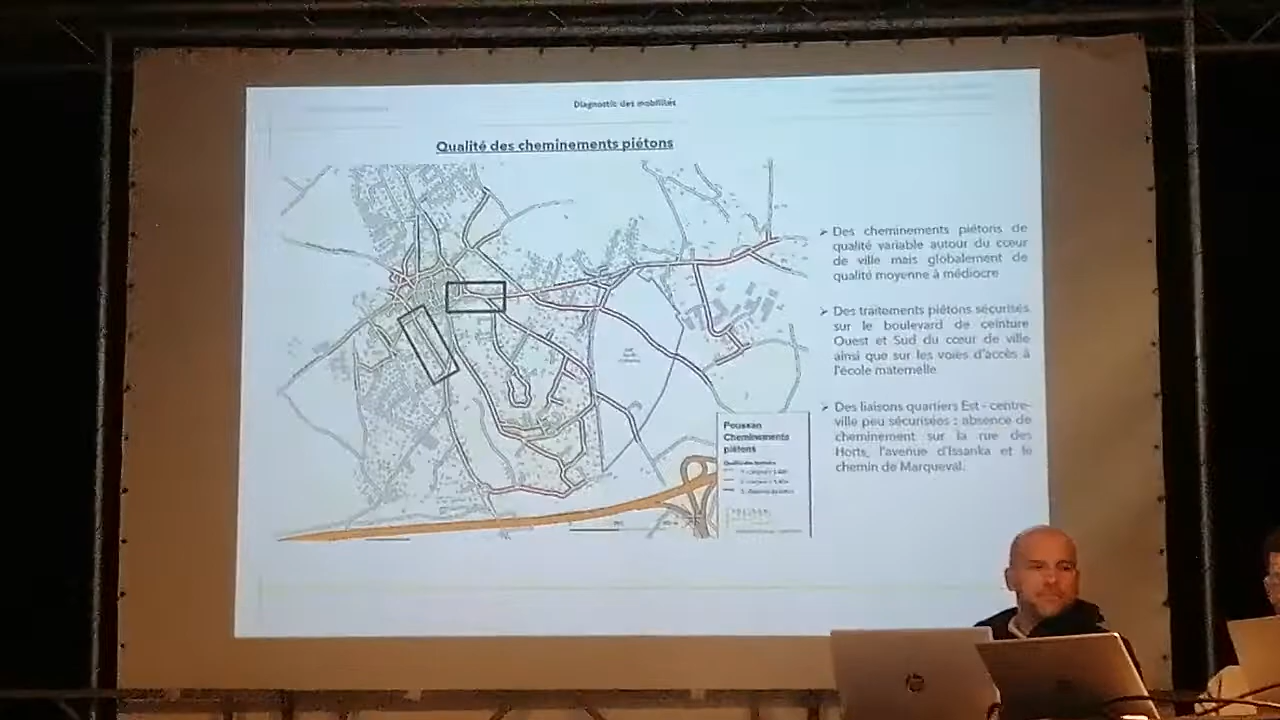 Diagnostic des mobilités
Qualité des cheminements piétons
➢ Des cheminements piétons de
qualité variable autour du cœur
de ville mais globalement de
qualité moyenne à médiocre
➢ Des traitements piétons sécurisés
sur le boulevard de ceinture
Ouest et Sud du cœur de ville
ainsi que sur les voies d'accès à
l'école maternelle
➢ Des liaisons quartiers Est - centre-
ville peu sécurisées : absence de
cheminement sur la rue des
Horts, l'avenue d'Issanka et le
chemin de Marqueval.
Poussan
Cheminements
piétons
hp